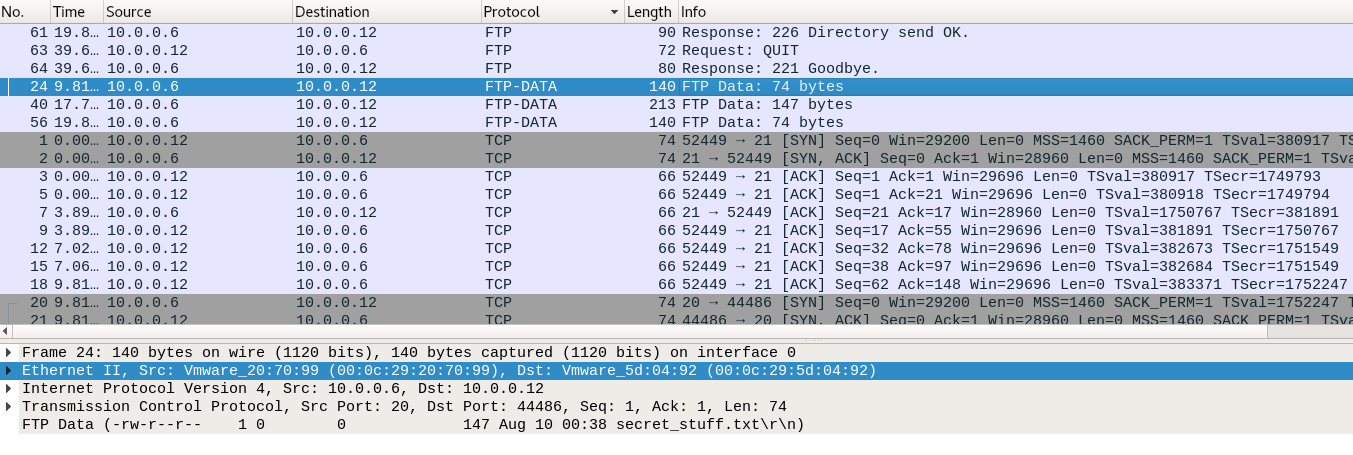 No. Time Source Destination Protocol Length Info
61 19.8… 10.0.0.6 10.0.0.12 FTP 90 Response: 226 Directory send OK.
63 39.6… 10.0.0.12 10.0.0.6 FTP 72 Request: QUIT
64 39.6… 10.0.0.6 10.0.0.12 FTP 80 Response: 221 Goodbye.
24 9.81… 10.0.0.6 10.0.0.12 FTP-DATA 140 FTP Data: 74 bytes
40 17.7… 10.0.0.6 10.0.0.12 FTP-DATA 213 FTP Data: 147 bytes
56 19.8… 10.0.0.6 10.0.0.12 FTP-DATA 140 FTP Data: 74 bytes
1 0.00… 10.0.0.12 10.0.0.6 TCP 74 52449 → 21 [SYN] Seq=0 Win=29200 Len=0 MSS=1460 SACK_PERM=1 TSval=380917 TS
2 0.00… 10.0.0.6 10.0.0.12 TCP 74 21 → 52449 [SYN, ACK] Seq=0 Ack=1 Win=28960 Len=0 MSS=1460 SACK_PERM=1 TSva
3 0.00… 10.0.0.12 10.0.0.6 TCP 66 52449 → 21 [ACK] Seq=1 Ack=1 Win=29696 Len=0 TSval=380917 TSecr=1749793
5 0.00… 10.0.0.12 10.0.0.6 TCP 66 52449 → 21 [ACK] Seq=1 Ack=21 Win=29696 Len=0 TSval=380918 TSecr=1749794
7 3.89… 10.0.0.6 10.0.0.12 TCP 66 21 → 52449 [ACK] Seq=21 Ack=17 Win=28960 Len=0 TSval=1750767 TSecr=381891
9 3.89… 10.0.0.12 10.0.0.6 TCP 66 52449 → 21 [ACK] Seq=17 Ack=55 Win=29696 Len=0 TSval=381891 TSecr=1750767
12 7.02… 10.0.0.12 10.0.0.6 TCP 66 52449 → 21 [ACK] Seq=32 Ack=78 Win=29696 Len=0 TSval=382673 TSecr=1751549
15 7.06… 10.0.0.12 10.0.0.6 TCP 66 52449 → 21 [ACK] Seq=38 Ack=97 Win=29696 Len=0 TSval=382684 TSecr=1751549
18 9.81… 10.0.0.12 10.0.0.6 TCP 66 52449 → 21 [ACK] Seq=62 Ack=148 Win=29696 Len=0 TSval=383371 TSecr=1752247
20 9.81… 10.0.0.6 10.0.0.12 TCP 74 20 → 44486 [SYN] Seq=0 Win=29200 Len=0 MSS=1460 SACK_PERM=1 TSval=1752247 T
21 9.81… 10.0.0.12 10.0.0.6 TCP 74 44486 → 20 [SYN, ACK] Seq=0 Ack=1 Win=28960 Len=0 MSS=1460 SACK_PERM=1 TSva
Frame 24: 140 bytes on wire (1120 bits), 140 bytes captured (1120 bits) on interface 0
Ethernet II, Src: Vmware_20:70:99 (00:0c:29:20:70:99), Dst: Vmware_5d:04:92 (00:0c:29:5d:04:92)
Internet Protocol Version 4, Src: 10.0.0.6, Dst: 10.0.0.12
Transmission Control Protocol, Src Port: 20, Dst Port: 44486, Seq: 1, Ack: 1, Len: 74
FTP Data (-rw-r--r--    1 0        0             147 Aug 10 00:38 secret_stuff.txt\r\n)